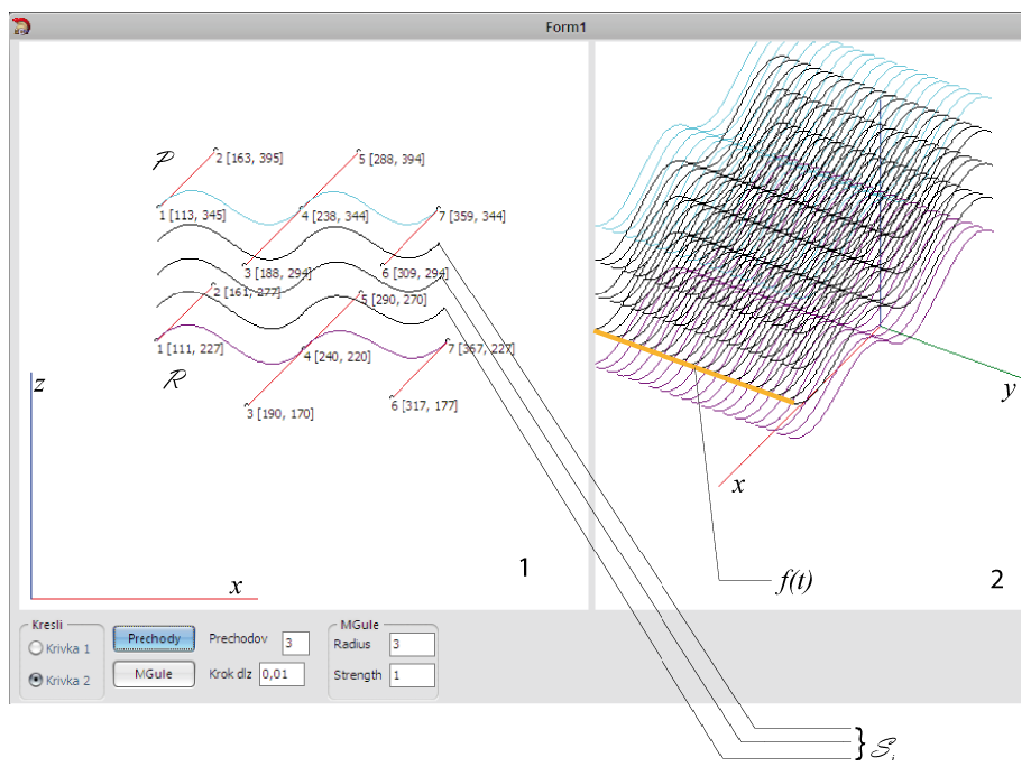 Form1
P
2 [163, 395]
5 [288, 394]
1 [113, 345]
4 [238, 344]
7 [359, 344]
3 [188, 294]
6 [309, 294]
2 [161, 277]
5 [290, 270]
1 [111, 227]
4 [240, 220]
7 [367, 227]
R
3 [190, 170]
6 [317, 177]
z
x
1
y
x
f(t)
2
Kresli
Krivka 1
Krivka 2
Prechody
MGule
Prechodov
3
Krok dlz
0,01
MGule
Radius
3
Strength
1
} S_i